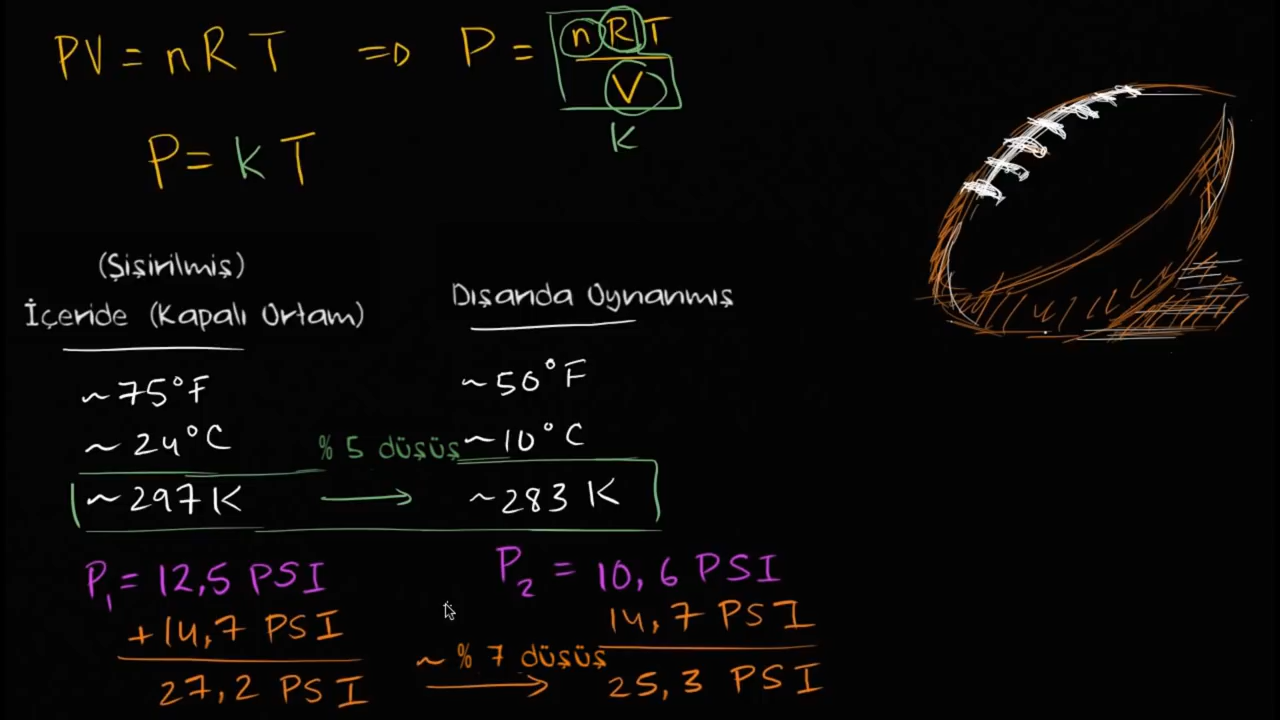 PV = nRT => P = nRT / V
K
P = kT
(Şişirilmiş)
İçeride (Kapalı Ortam)
Dışarıda Oynanmış
~75°F
~50°F
~24°C
% 5 düşüş
~10°C
~297K
~283 K
P₁ = 12,5 PSI
P₂ = 10,6 PSI
+14,7 PSI
14,7 PSI
~ % 7 düşüş
27,2 PSI
25,3 PSI